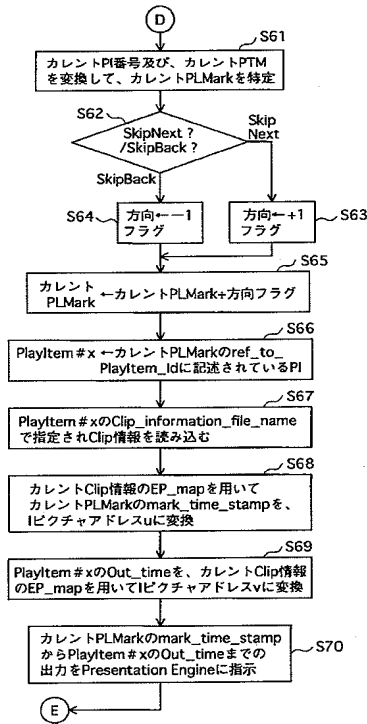 D
S61
カレントPI番号及び、カレントPTM
を変換して、カレントPLMarkを特定
S62
SkipNext ?
/SkipBack ?
Skip
Next
SkipBack
S64
方向←−1
フラグ
方向←+1
フラグ
S63
S65
カレント
PLMark ←カレントPLMark+方向フラグ
S66
PlayItem#x ←カレントPLMarkのref_to_
PlayItem_Idに記述されているPI
S67
PlayItem#xのClip_information_file_name
で指定されClip情報を読み込む
S68
カレントClip情報のEP_mapを用いて
カレントPLMarkのmark_time_stampを、
Iピクチャアドレスuに変換
S69
PlayItem#xのOut_timeを、カレントClip情報
のEP_mapを用いてIピクチャアドレスvに変換
カレントPLMarkのmark_time_stamp
からPlayItem#xのOut_timeまでの
出力をPresentation Engineに指示
S70
E